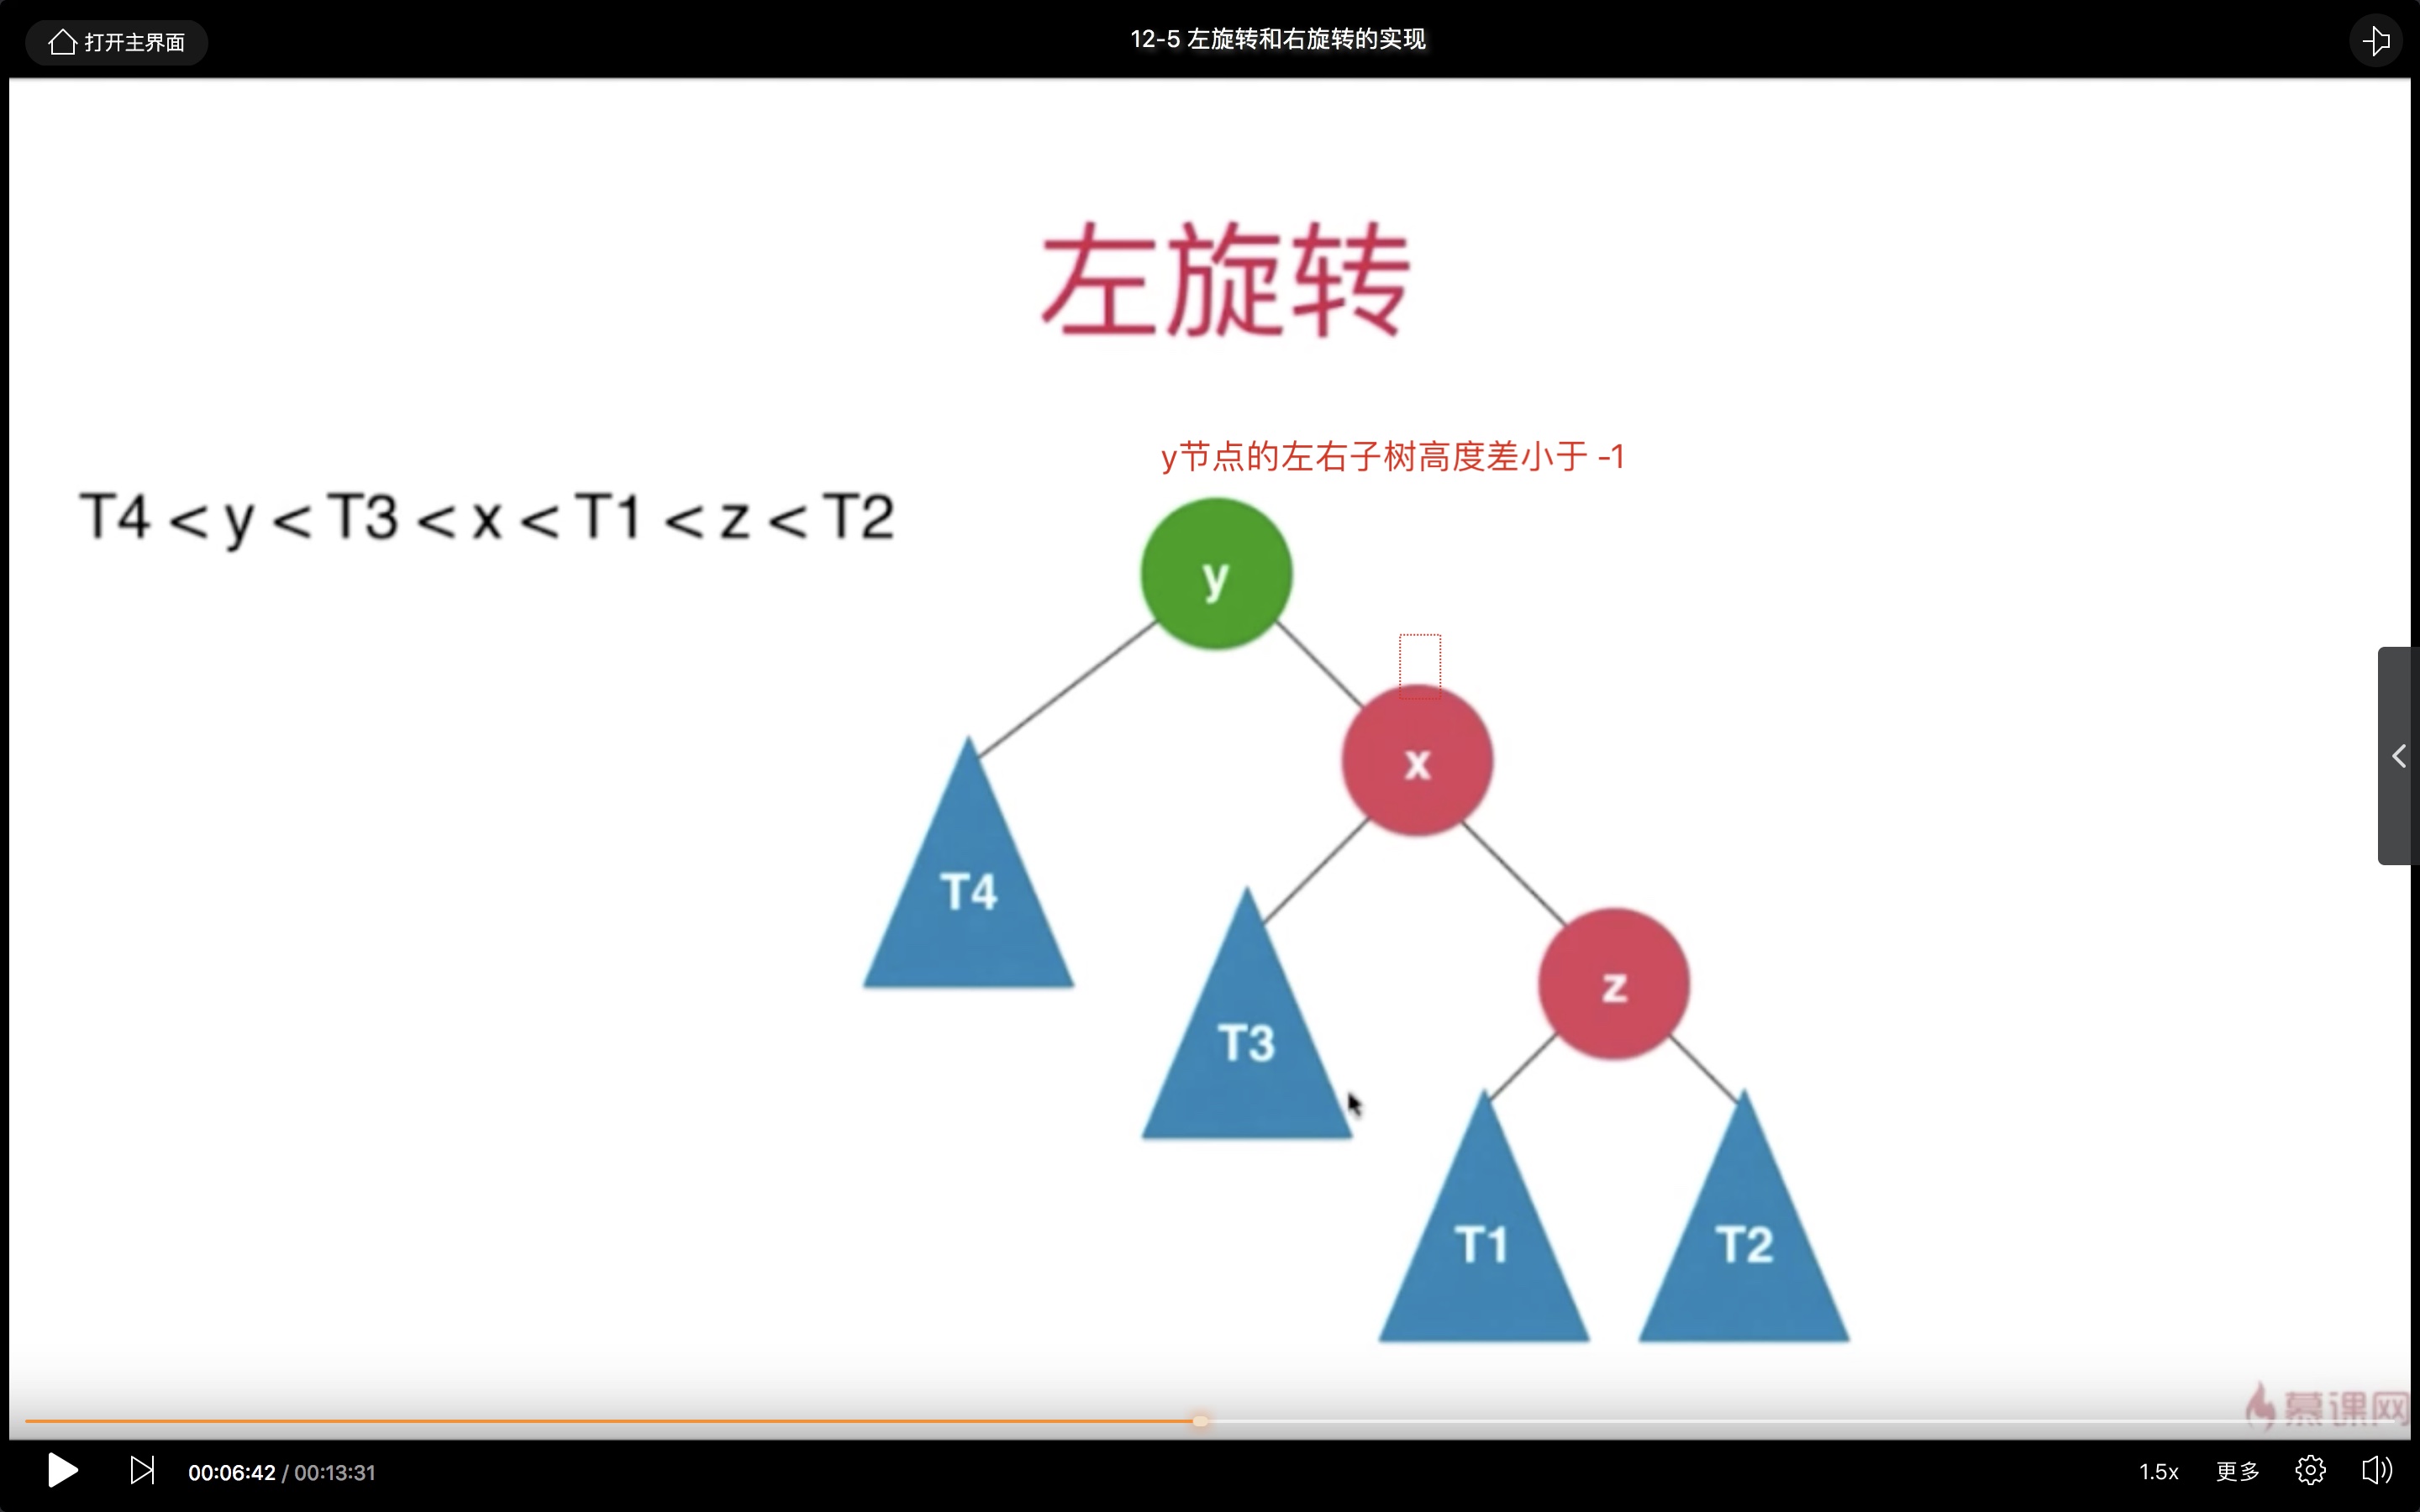 打开主界面
12-5 左旋转和右旋转的实现
左旋转
y节点的左右子树高度差小于 -1
T4 < y < T3 < x < T1 < z < T2
y
x
T4
z
T3
T1
T2
慕课网
00:06:42 / 00:13:31
1.5x
更多